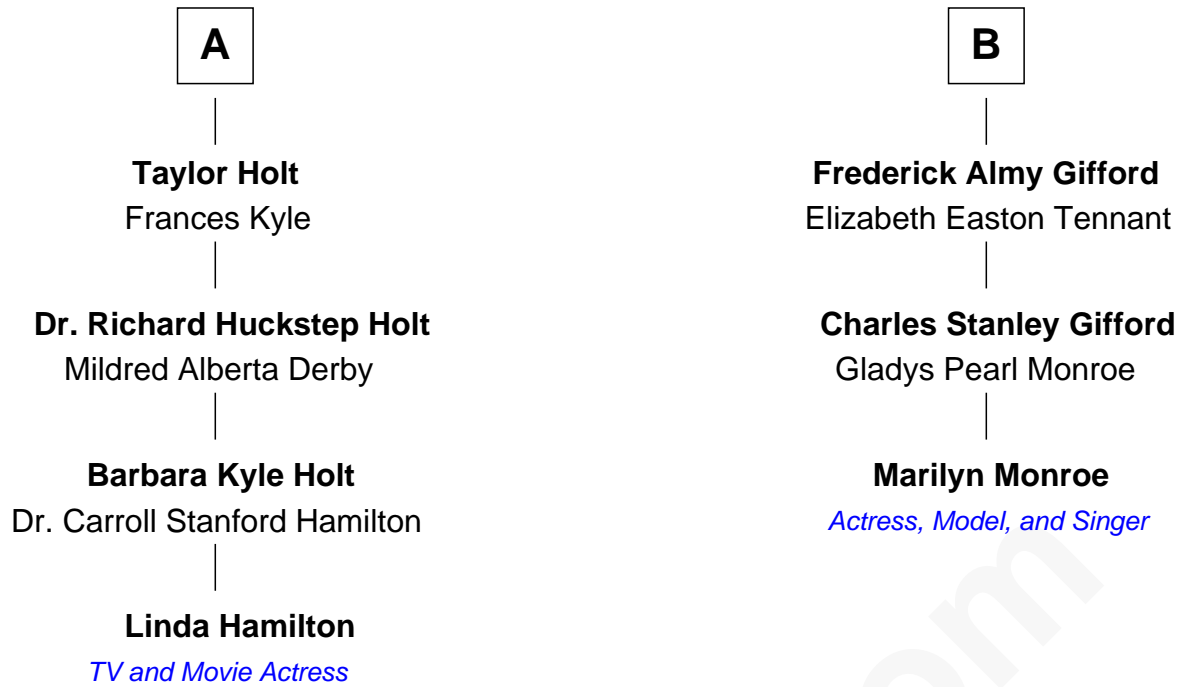 A
Taylor Holt
Frances Kyle
Dr. Richard Huckstep Holt
Mildred Alberta Derby
Barbara Kyle Holt
Dr. Carroll Stanford Hamilton
Linda Hamilton
TV and Movie Actress
B
Frederick Almy Gifford
Elizabeth Easton Tennant
Charles Stanley Gifford
Gladys Pearl Monroe
Marilyn Monroe
Actress, Model, and Singer
om